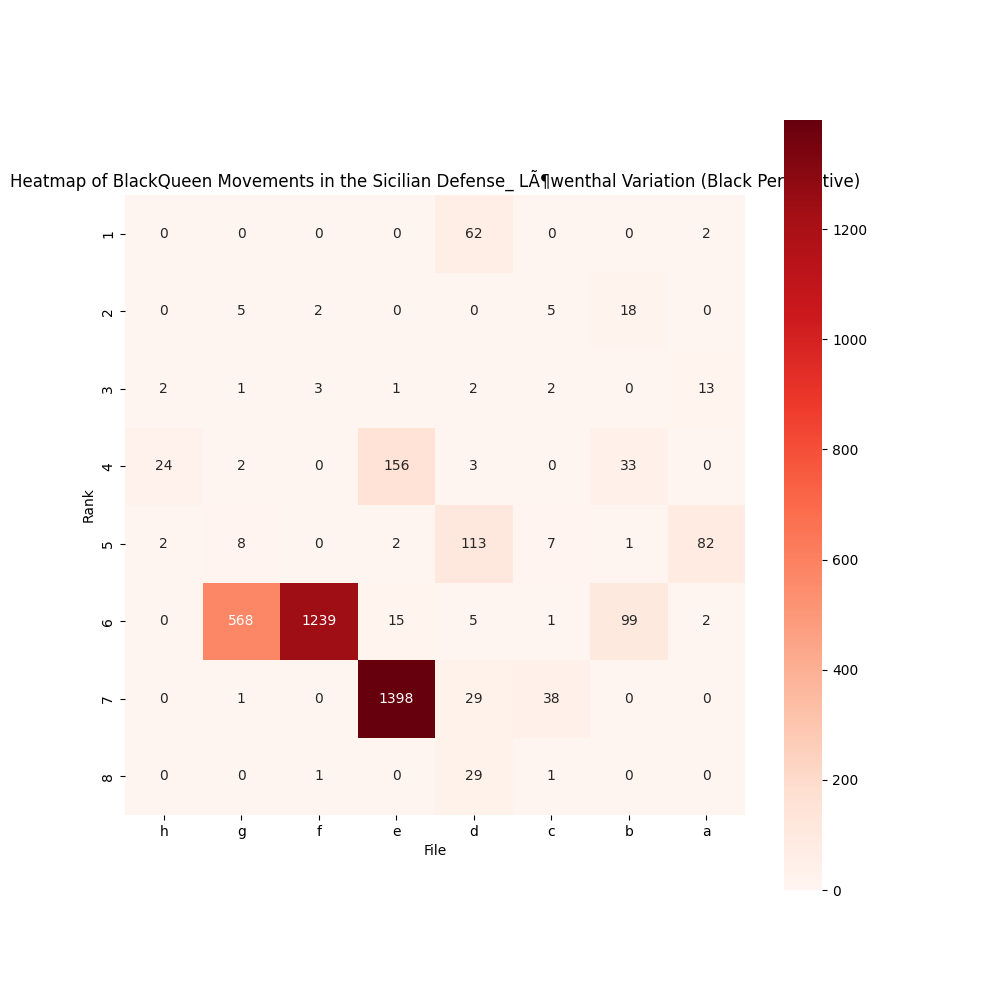 Heatmap of BlackQueen Movements in the Sicilian Defense_ LÃ¶wenthal Variation (Black Per tive)
1 0 0 0 0 62 0 0 2
2 0 5 2 0 0 5 18 0
3 2 1 3 1 2 2 0 13
4 24 2 0 156 3 0 33 0
5 2 8 0 2 113 7 1 82
6 0 568 1239 15 5 1 99 2
7 0 1 0 1398 29 38 0 0
8 0 0 1 0 29 1 0 0
h g f e d c b a
File
Rank
1200
1000
800
600
400
200
0